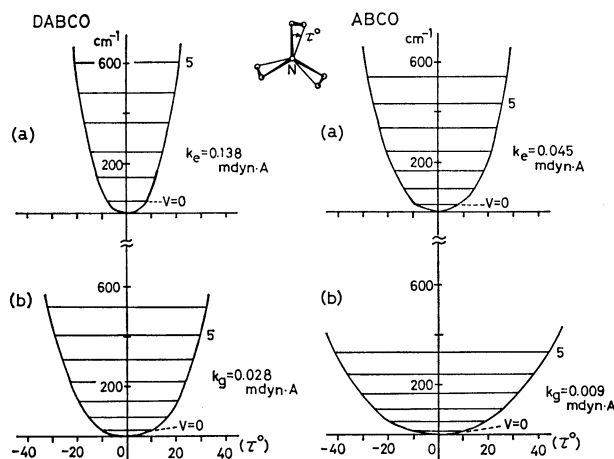 DABCO
ABCO
τ°
N
cm⁻¹
600
5
(a)
200
kₑ=0.138
mdyn·A
V=0
cm⁻¹
600
5
(a)
200
kₑ=0.045
mdyn·A
V=0
600
5
(b)
200
k_g=0.028
mdyn·A
V=0
-40 -20 0 20 40 (τ°)
600
5
(b)
200
k_g=0.009
mdyn·A
V=0
-40 -20 0 20 40 (τ°)